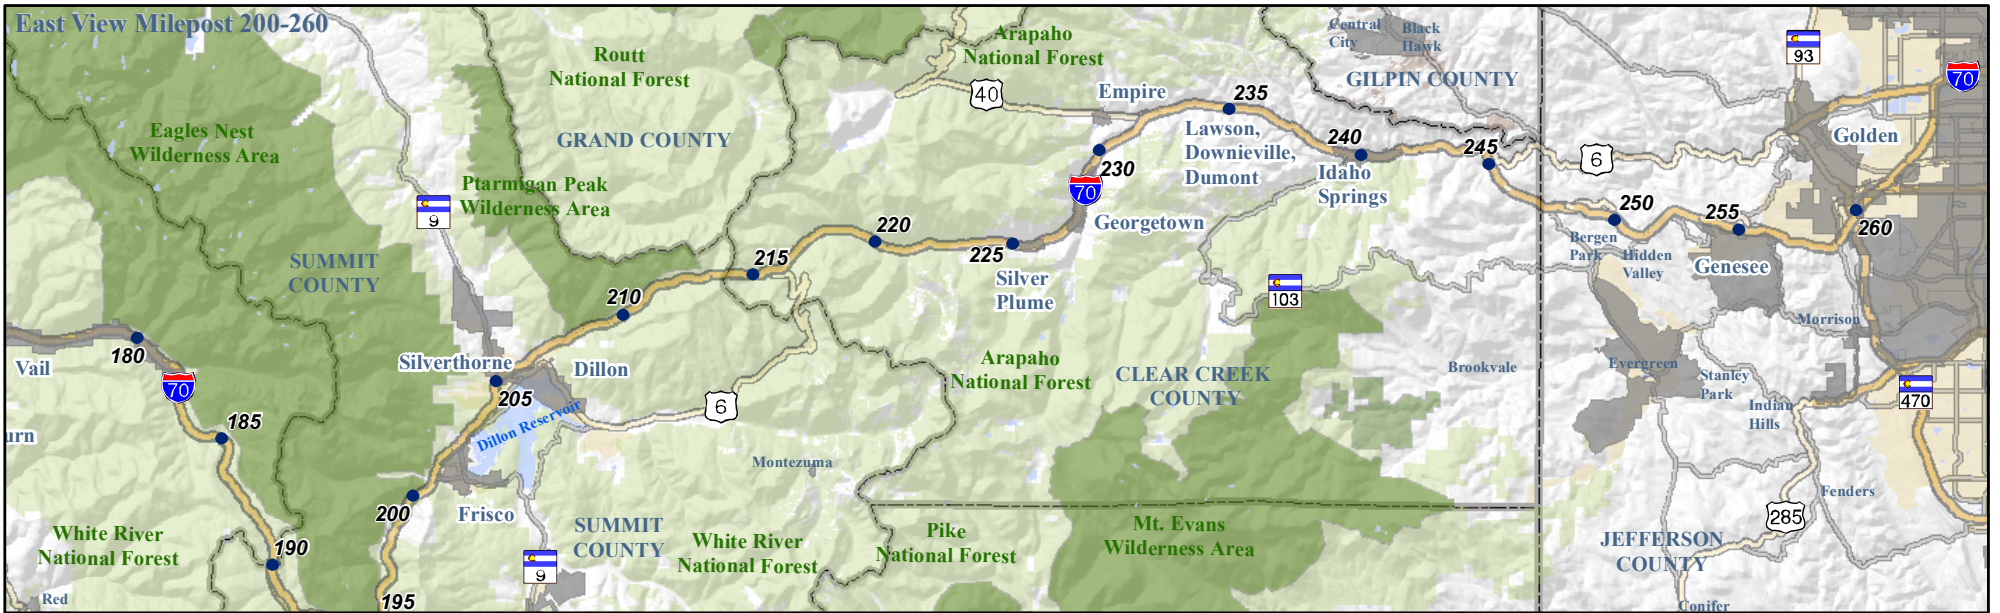 East View Milepost 200-260
Routt
National Forest
Arapaho
National Forest
Central
City
Black
Hawk
93
70
GILPIN COUNTY
40
Empire
235
Eagles Nest
Wilderness Area
GRAND COUNTY
Lawson,
Downieville,
Dumont
240
245
6
Golden
230
70
Ptarmigan Peak
Wilderness Area
9
Idaho
Springs
Georgetown
220
225
250
255
260
Bergen
Park
Hidden
Valley
Genesee
SUMMIT
COUNTY
215
Silver
Plume
103
210
Morrison
180
Vail
70
Silverthorne
Dillon
205
Dillon Reservoir
6
Arapaho
National Forest
CLEAR CREEK
COUNTY
Brookvale
Evergreen
Stanley
Park
470
Indian
Hills
185
urn
Montezuma
200
Frisco
Fenders
285
White River
National Forest
190
SUMMIT
COUNTY
White River
National Forest
Pike
National Forest
Mt. Evans
Wilderness Area
JEFFERSON
COUNTY
9
Red
195
Conifer